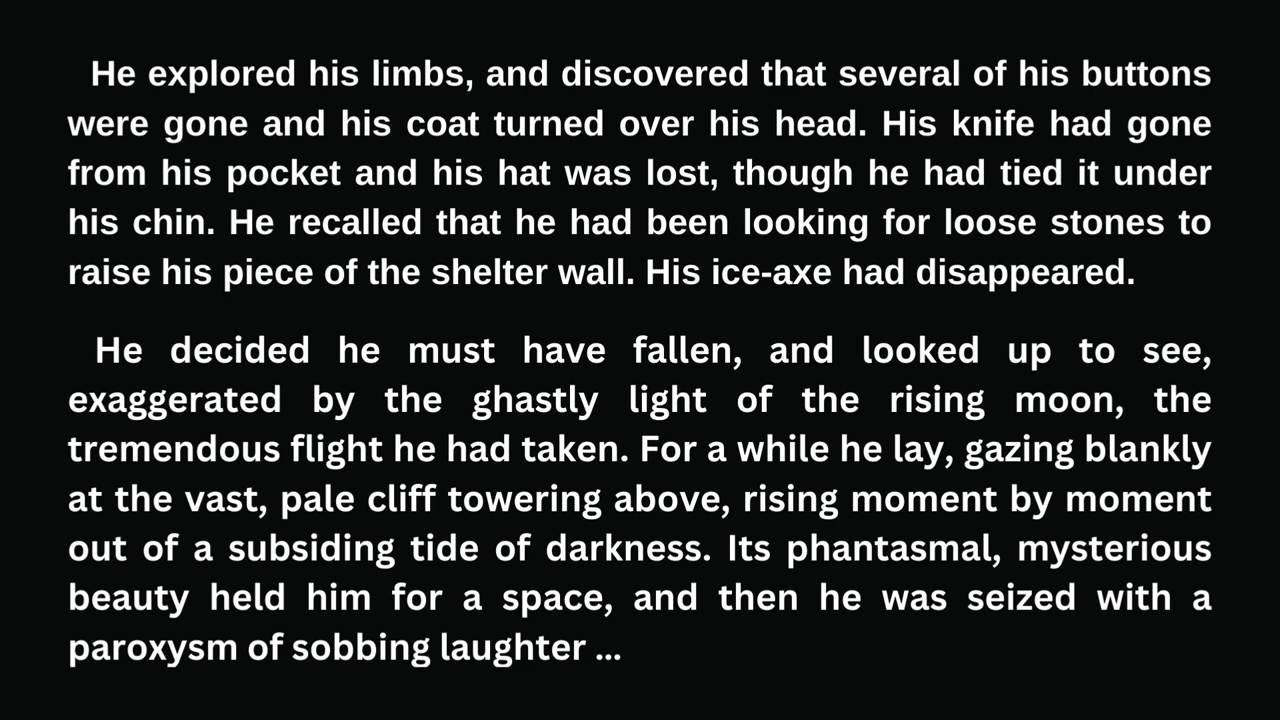 He explored his limbs, and discovered that several of his buttons
were gone and his coat turned over his head. His knife had gone
from his pocket and his hat was lost, though he had tied it under
his chin. He recalled that he had been looking for loose stones to
raise his piece of the shelter wall. His ice-axe had disappeared.
He decided he must have fallen, and looked up to see,
exaggerated by the ghastly light of the rising moon, the
tremendous flight he had taken. For a while he lay, gazing blankly
at the vast, pale cliff towering above, rising moment by moment
out of a subsiding tide of darkness. Its phantasmal, mysterious
beauty held him for a space, and then he was seized with a
paroxysm of sobbing laughter ...